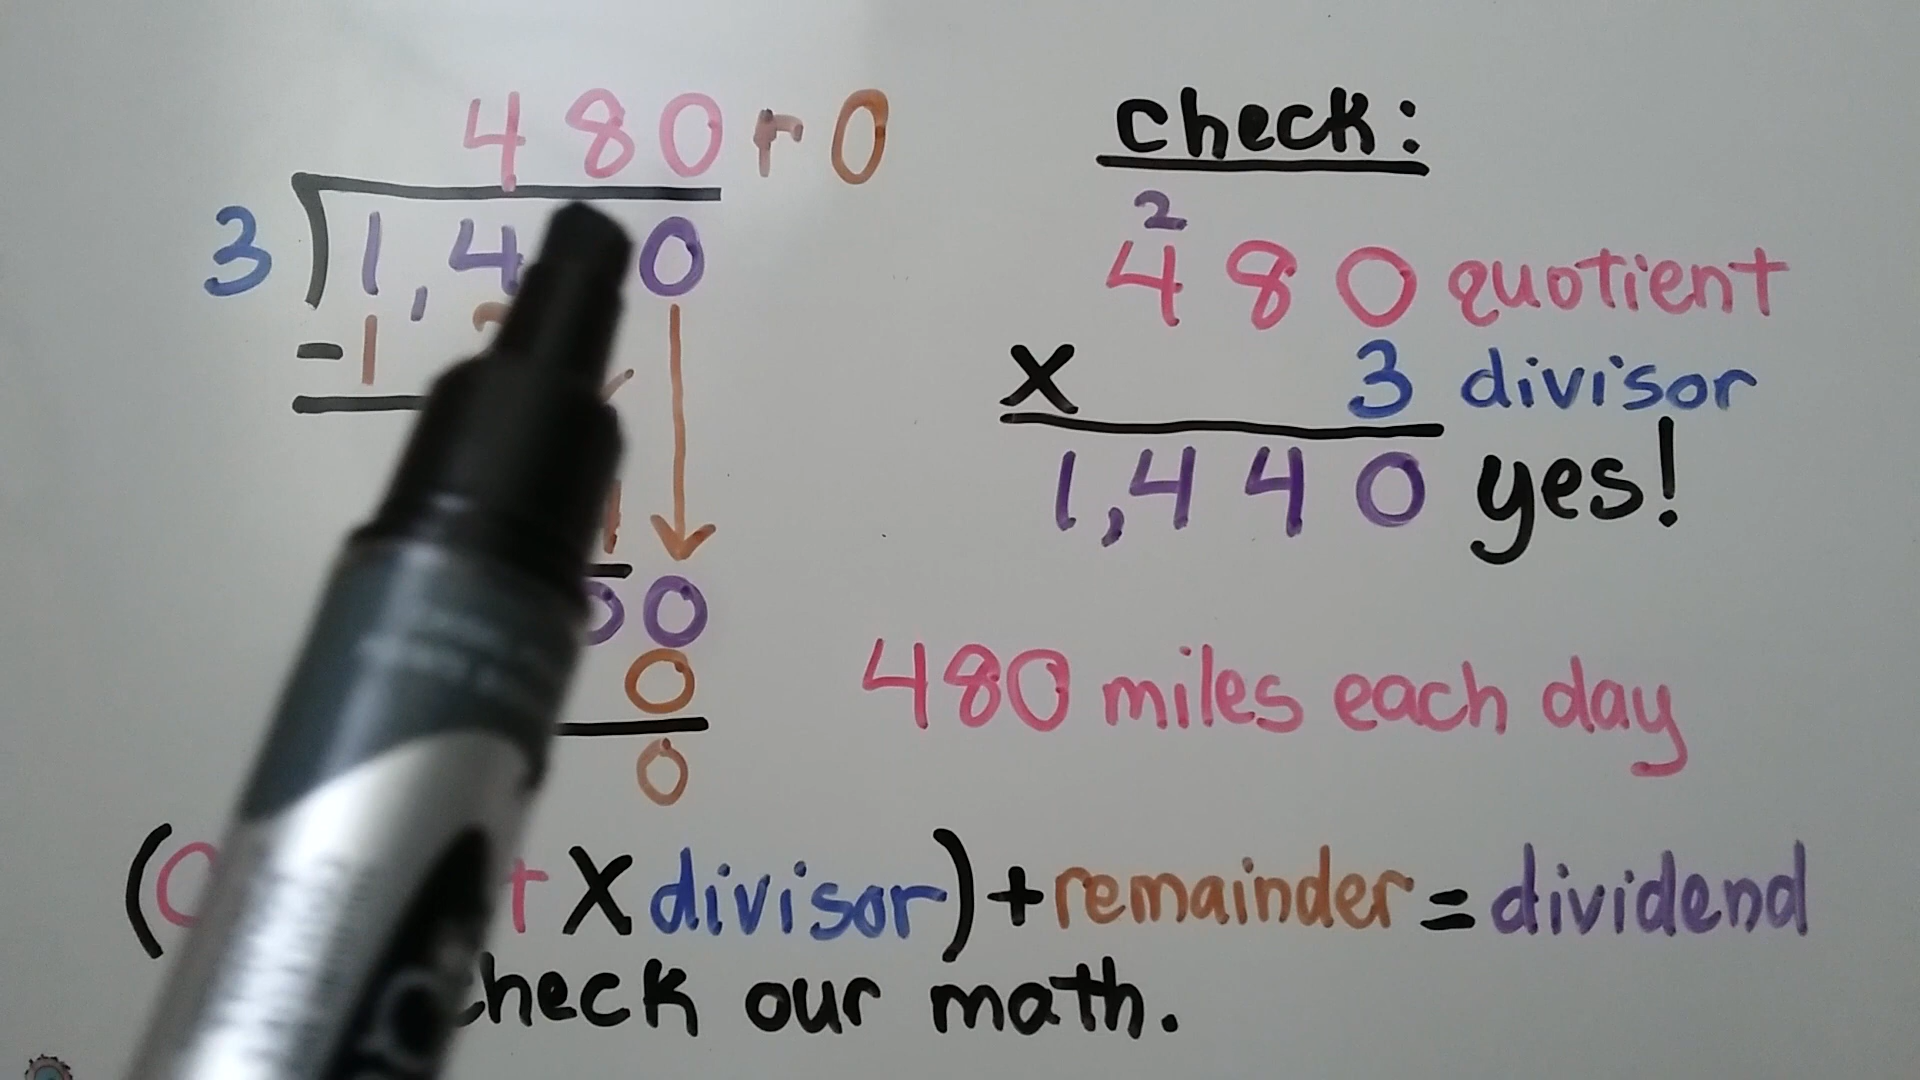 480 r 0
3 1,4 0
-1
00
0
0
check:
2
480 quotient
x 3 divisor
1,440 yes!
480 miles each day
( X divisor) + remainder = dividend
check our math.